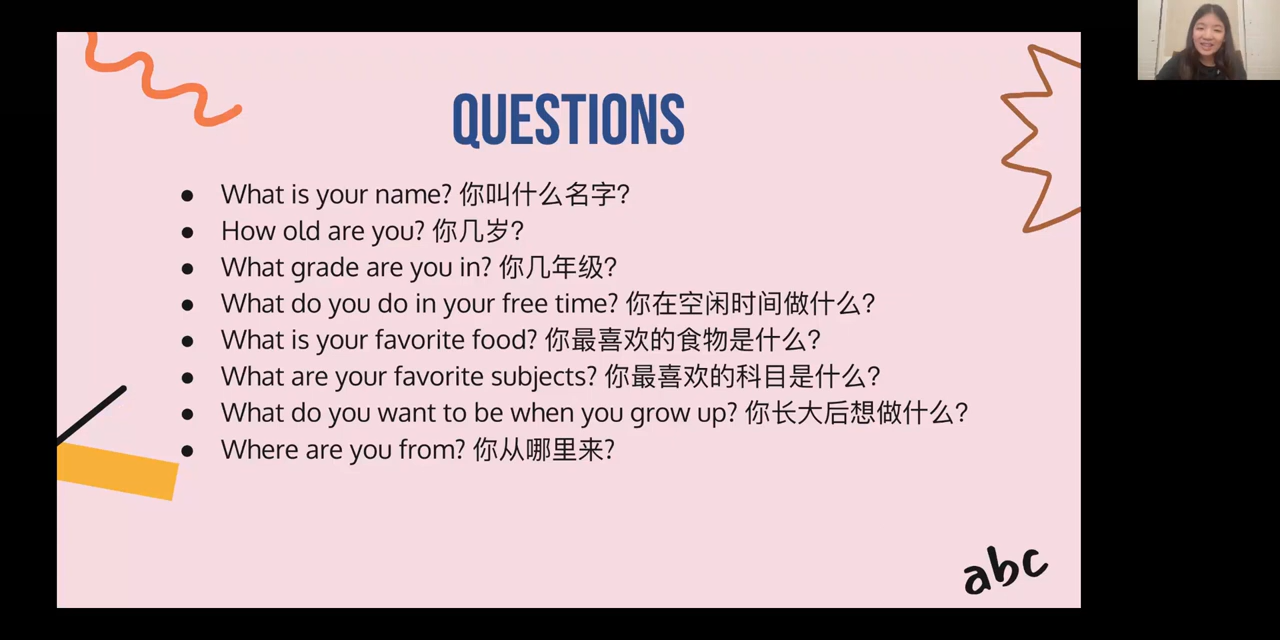 QUESTIONS
● What is your name? 你叫什么名字?
● How old are you? 你几岁?
● What grade are you in? 你几年级?
● What do you do in your free time? 你在空闲时间做什么?
● What is your favorite food? 你最喜欢的食物是什么?
● What are your favorite subjects? 你最喜欢的科目是什么?
● What do you want to be when you grow up? 你长大后想做什么?
● Where are you from? 你从哪里来?
abc